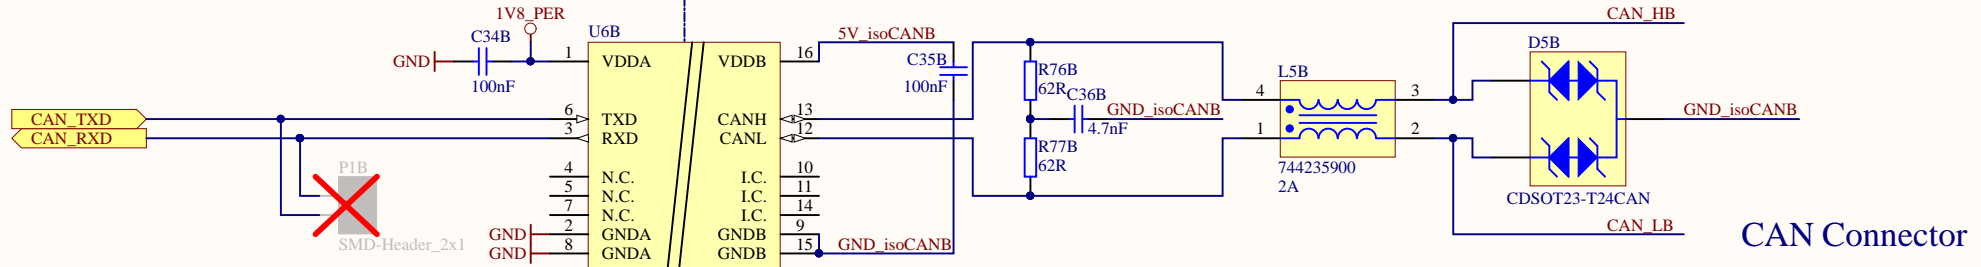 1V8_PER
U6B
C34B
GND
100nF
1
VDDA
VDDB
16
5V_isoCANB
C35B
100nF
CAN_TXD
CAN_RXD
6
TXD
CANH
13
3
RXD
CANL
12
P1B
SMD-Header_2x1
4
N.C.
I.C.
10
5
N.C.
I.C.
11
7
N.C.
I.C.
14
GND
2
GNDA
GNDB
9
GND
8
GNDA
GNDB
15
GND_isoCANB
R76B
62R
C36B
4.7nF
GND_isoCANB
R77B
62R
L5B
4
3
1
2
744235900
2A
CAN_HB
D5B
GND_isoCANB
CDSOT23-T24CAN
CAN_LB
CAN Connector